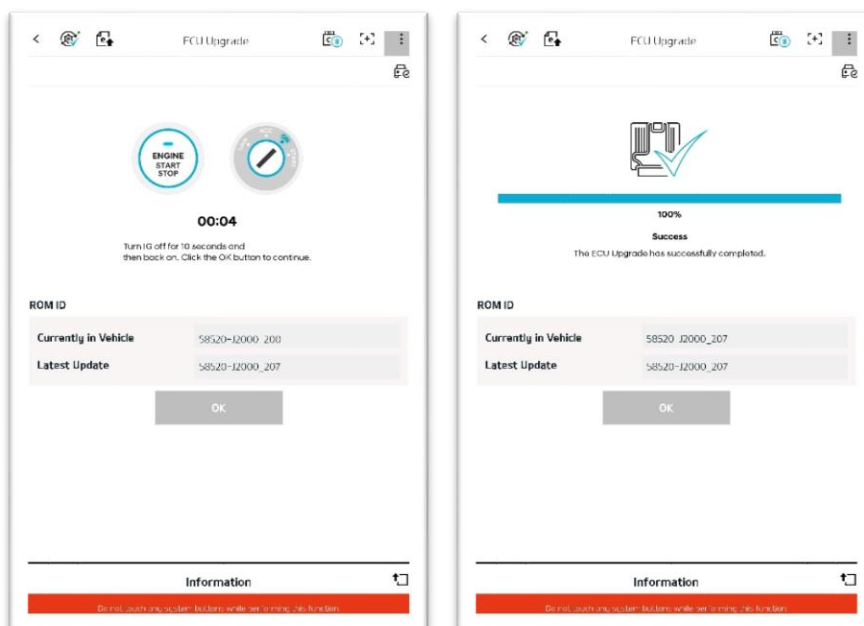 ECU Upgrade
ENGINE
START
STOP
ACC
ON
00:04
Turn IG off for 10 seconds and
then back on. Click the OK button to continue.
ROM ID
Currently in Vehicle 58520-J2000_200
Latest Update 58520-J2000_207
OK
Information
Do not touch any system buttons while performing this function.
ECU Upgrade
100%
Success
The ECU Upgrade has successfully completed.
ROM ID
Currently in Vehicle 58520-J2000_207
Latest Update 58520-J2000_207
OK
Information
Do not touch any system buttons while performing this function.